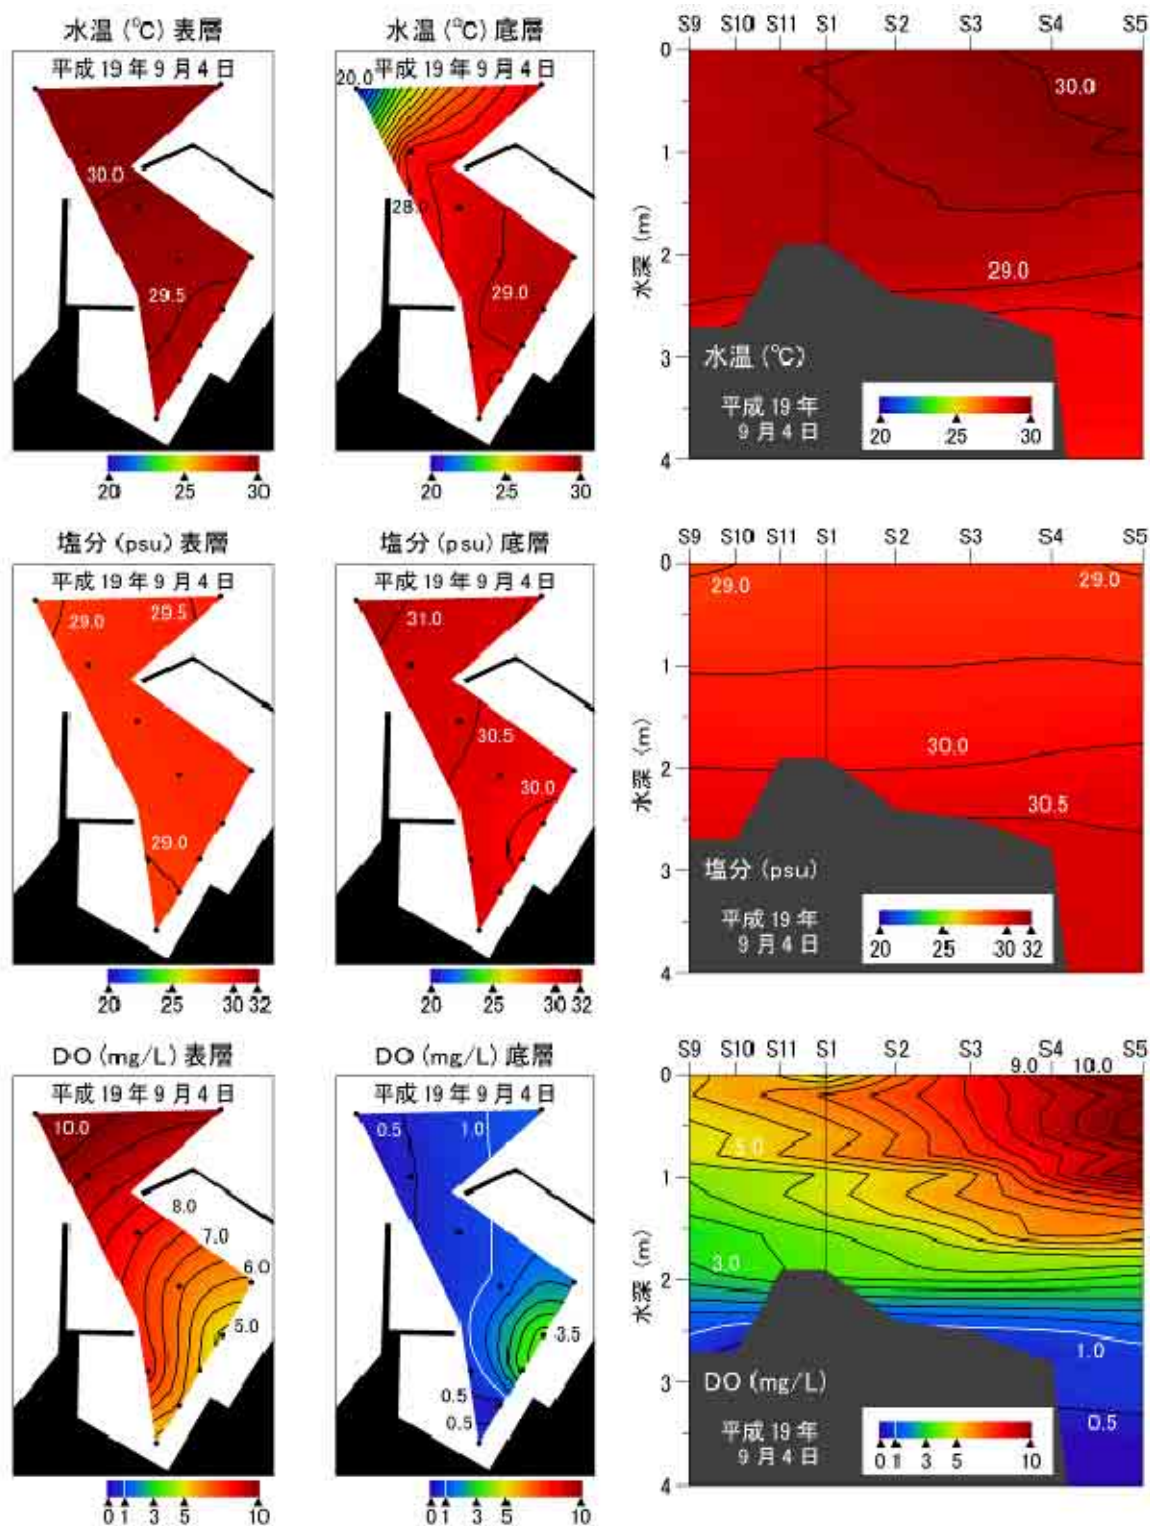 水温 (℃) 表層
平成 19 年 9 月 4 日
30.0
29.5
20 25 30
水温 (℃) 底層
平成 19 年 9 月 4 日
20.0
28.0
29.0
20 25 30
S9 S10 S11 S1 S2 S3 S4 S5
0
1
2
3
4
水深 (m)
30.0
29.0
水温 (℃)
平成 19 年
9 月 4 日
20 25 30
塩分 (psu) 表層
平成 19 年 9 月 4 日
29.0 29.5
29.0
20 25 30 32
塩分 (psu) 底層
平成 19 年 9 月 4 日
31.0
30.5
30.0
20 25 30 32
S9 S10 S11 S1 S2 S3 S4 S5
0
1
2
3
4
水深 (m)
29.0 29.0
30.0
30.5
塩分 (psu)
平成 19 年
9 月 4 日
20 25 30 32
DO (mg/L) 表層
平成 19 年 9 月 4 日
10.0
8.0
7.0
6.0
5.0
0 1 3 5 10
DO (mg/L) 底層
平成 19 年 9 月 4 日
0.5 1.0
3.5
0.5
0.5
0 1 3 5 10
S9 S10 S11 S1 S2 S3 S4 S5
9.0 10.0
0
1
2
3
4
水深 (m)
5.0
3.0
1.0
0.5
DO (mg/L)
平成 19 年
9 月 4 日
0 1 3 5 10